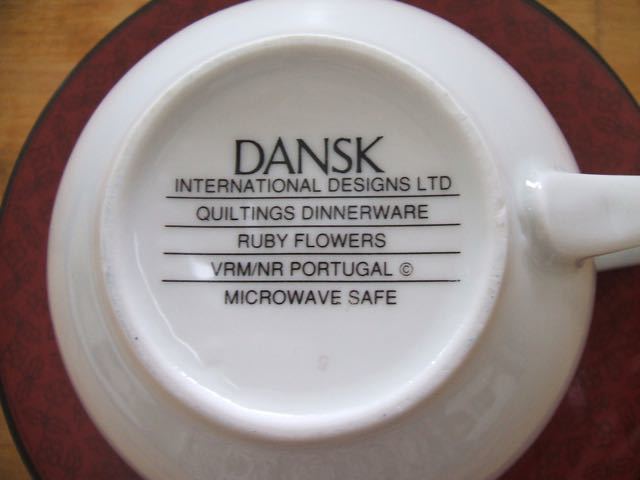 DANSK
INTERNATIONAL DESIGNS LTD
QUILTINGS DINNERWARE
RUBY FLOWERS
VRM/NR PORTUGAL ©
MICROWAVE SAFE